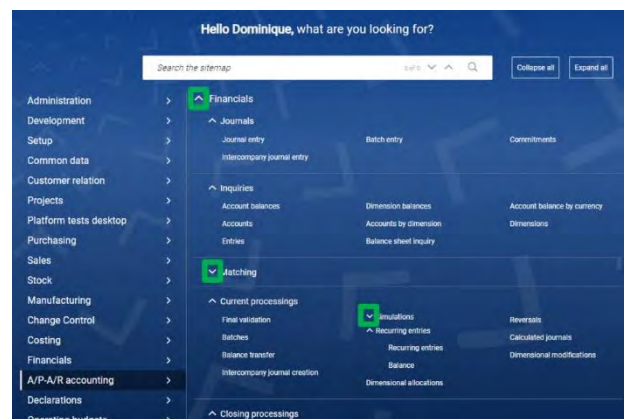 Hello Dominique, what are you looking for?
Search the sitemap
Collapse all
Expand all
Administration
Development
Setup
Common data
Customer relation
Projects
Platform tests desktop
Purchasing
Sales
Stock
Manufacturing
Change Control
Costing
Financials
A/P-A/R accounting
Declarations
Operating budgets
Financials
Journals
Journal entry
Batch entry
Commitments
Intercompany journal entry
Inquiries
Account balances
Dimension balances
Account balance by currency
Accounts
Accounts by dimension
Dimensions
Entries
Balance sheet inquiry
Matching
Current processings
Final validation
Simulations
Reversals
Batches
Recurring entries
Calculated journals
Recurring entries
Balance transfer
Dimensional modifications
Balance
Intercompany journal creation
Dimensional allocations
Closing processings